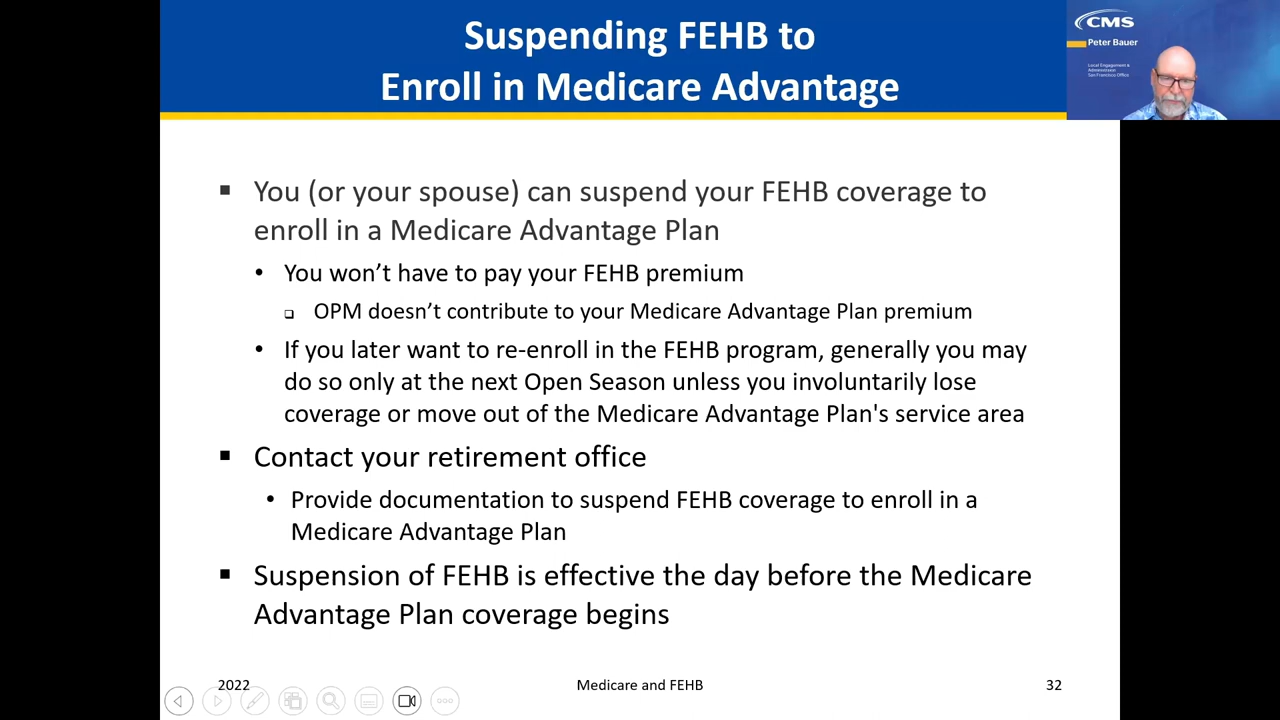 Suspending FEHB to
Enroll in Medicare Advantage
CMS
Peter Bauer
Local Engagement &
Administration
San Francisco Office
You (or your spouse) can suspend your FEHB coverage to
enroll in a Medicare Advantage Plan
You won’t have to pay your FEHB premium
OPM doesn’t contribute to your Medicare Advantage Plan premium
If you later want to re-enroll in the FEHB program, generally you may
do so only at the next Open Season unless you involuntarily lose
coverage or move out of the Medicare Advantage Plan's service area
Contact your retirement office
Provide documentation to suspend FEHB coverage to enroll in a
Medicare Advantage Plan
Suspension of FEHB is effective the day before the Medicare
Advantage Plan coverage begins
2022
Medicare and FEHB
32